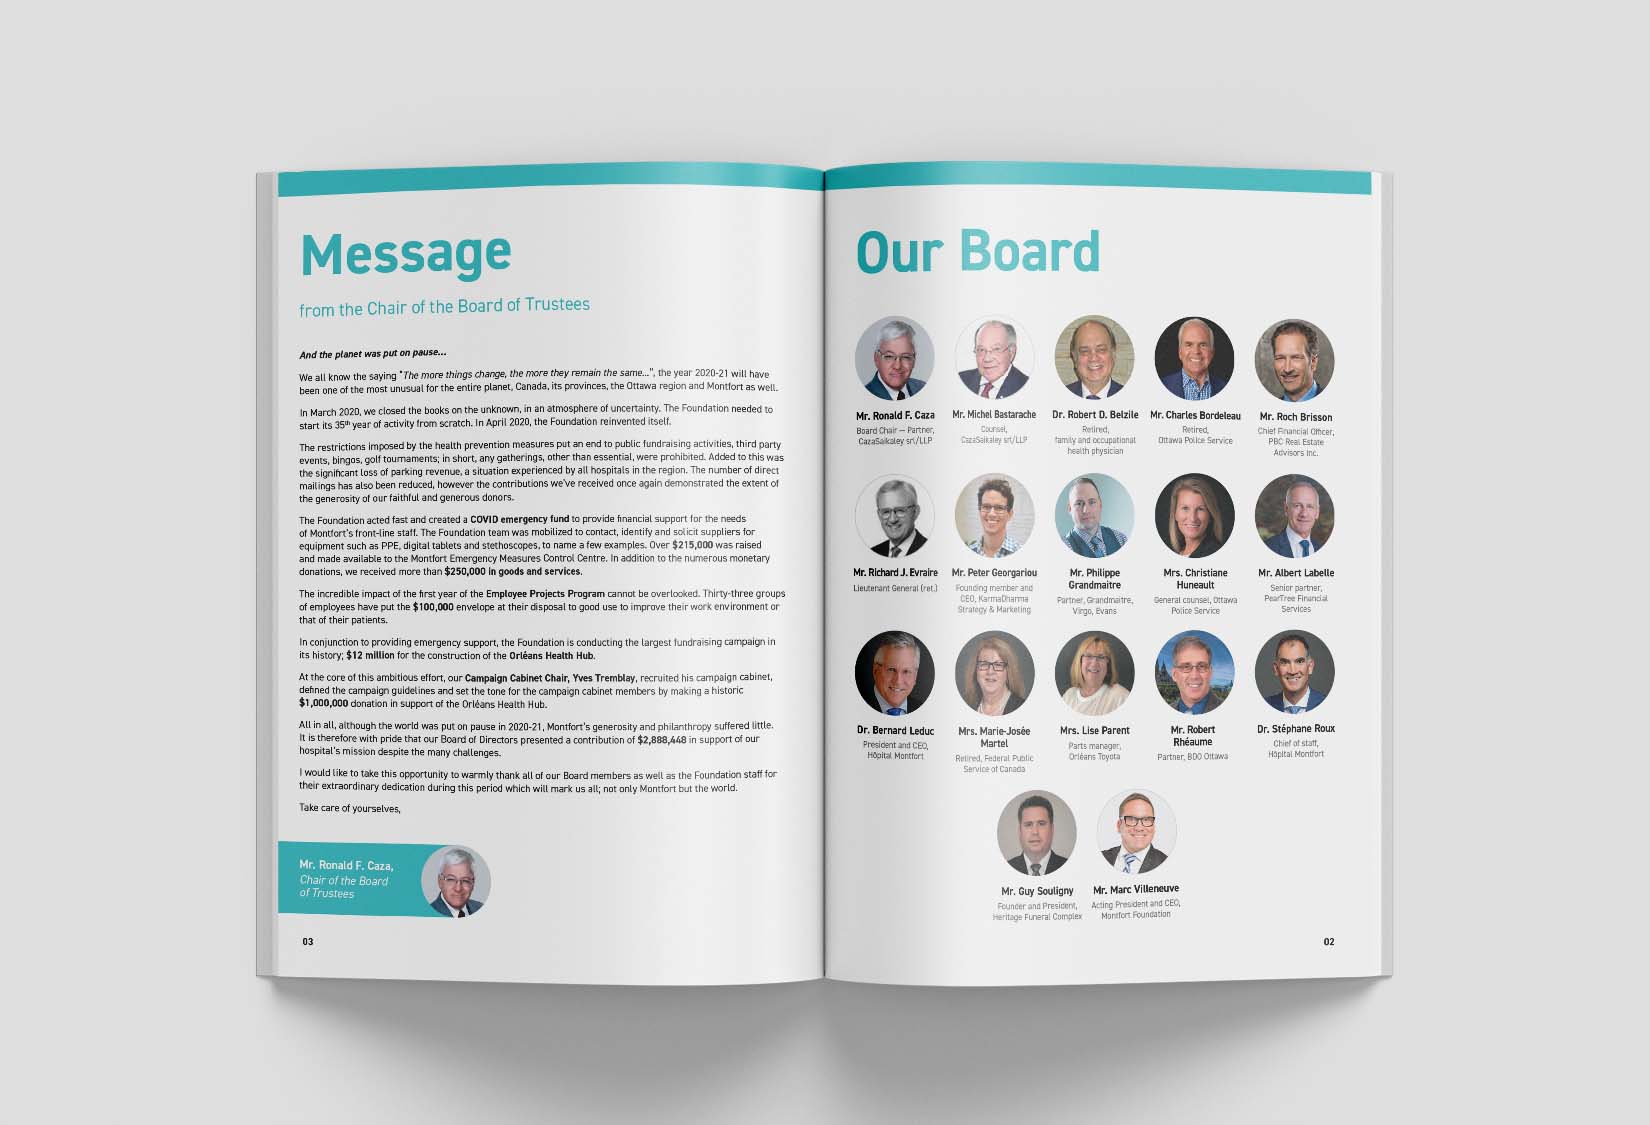 Message
from the Chair of the Board of Trustees
And the planet was put on pause...
We all know the saying "The more things change, the more they remain the same...", the year 2020-21 will have
been one of the most unusual for the entire planet, Canada, its provinces, the Ottawa region and Montfort as well.
In March 2020, we closed the books on the unknown, in an atmosphere of uncertainty. The Foundation needed to
start its 35th year of activity from scratch. In April 2020, the Foundation reinvented itself.
The restrictions imposed by the health prevention measures put an end to public fundraising activities, third party
events, bingos, golf tournaments; in short, any gatherings, other than essential, were prohibited. Added to this was
the significant loss of parking revenue, a situation experienced by all hospitals in the region. The number of direct
mailings has also been reduced, however the contributions we've received once again demonstrated the extent of
the generosity of our faithful and generous donors.
The Foundation acted fast and created a COVID emergency fund to provide financial support for the needs
of Montfort's front-line staff. The Foundation team was mobilized to contact, identify and solicit suppliers for
equipment such as PPE, digital tablets and stethoscopes, to name a few examples. Over $215,000 was raised
and made available to the Montfort Emergency Measures Control Centre. In addition to the numerous monetary
donations, we received more than $250,000 in goods and services.
The incredible impact of the first year of the Employee Projects Program cannot be overlooked. Thirty-three groups
of employees have put the $100,000 envelope at their disposal to good use to improve their work environment or
that of their patients.
In conjunction to providing emergency support, the Foundation is conducting the largest fundraising campaign in
its history; $12 million for the construction of the Orléans Health Hub.
At the core of this ambitious effort, our Campaign Cabinet Chair, Yves Tremblay, recruited his campaign cabinet,
defined the campaign guidelines and set the tone for the campaign cabinet members by making a historic
$1,000,000 donation in support of the Orléans Health Hub.
All in all, although the world was put on pause in 2020-21, Montfort's generosity and philanthropy suffered little.
It is therefore with pride that our Board of Directors presented a contribution of $2,888,448 in support of our
hospital's mission despite the many challenges.
I would like to take this opportunity to warmly thank all of our Board members as well as the Foundation staff for
their extraordinary dedication during this period which will mark us all; not only Montfort but the world.
Take care of yourselves,
Mr. Ronald F. Caza,
Chair of the Board
of Trustees
03
Our Board
Mr. Ronald F. Caza
Board Chair — Partner,
CazaSaikaley srl/LLP
Mr. Michel Bastarache
Counsel,
CazaSaikaley srl/LLP
Dr. Robert D. Belzile
Retired,
family and occupational
health physician
Mr. Charles Bordeleau
Retired,
Ottawa Police Service
Mr. Roch Brisson
Chief Financial Officer,
PBC Real Estate
Advisors Inc.
Mr. Richard J. Evraire
Lieutenant General (ret.)
Mr. Peter Georgariou
Founding member and
CEO, KarmaDharma
Strategy & Marketing
Mr. Philippe
Grandmaitre
Partner, Grandmaitre,
Virgo, Evans
Mrs. Christiane
Huneault
General counsel, Ottawa
Police Service
Mr. Albert Labelle
Senior partner,
PearTree Financial
Services
Dr. Bernard Leduc
President and CEO,
Hôpital Montfort
Mrs. Marie-Josée
Martel
Retired, Federal Public
Service of Canada
Mrs. Lise Parent
Parts manager,
Orléans Toyota
Mr. Robert
Rhéaume
Partner, BDO Ottawa
Dr. Stéphane Roux
Chief of staff,
Hôpital Montfort
Mr. Guy Souligny
Founder and President,
Heritage Funeral Complex
Mr. Marc Villeneuve
Acting President and CEO,
Montfort Foundation
02